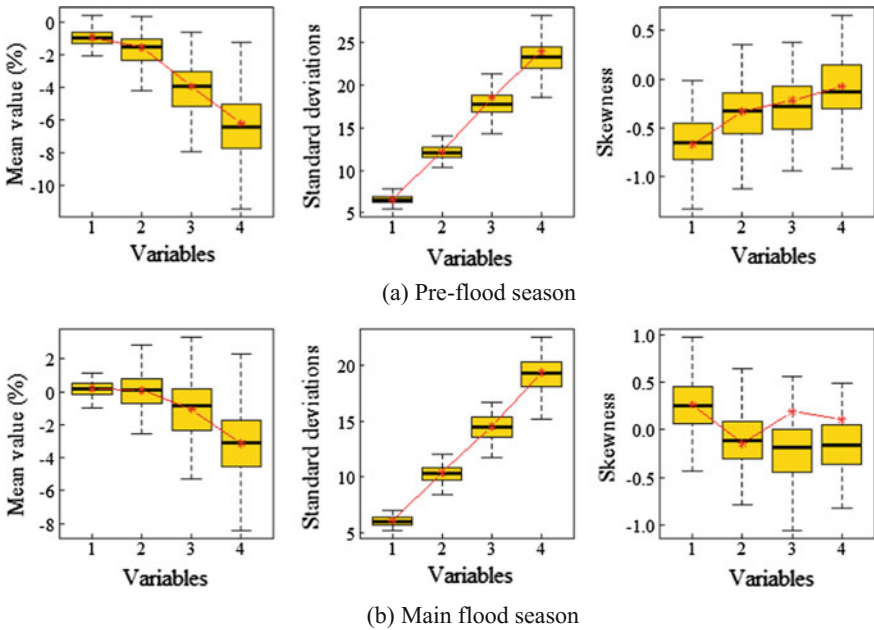 0
-2
-4
-6
-8
-10
Mean value (%)
1 2 3 4
Variables
25
20
15
10
5
Standard deviations
1 2 3 4
Variables
0.5
0.0
-0.5
-1.0
Skewness
1 2 3 4
Variables
(a) Pre-flood season
2
0
-2
-4
-6
-8
Mean value (%)
1 2 3 4
Variables
20
15
10
5
Standard deviations
1 2 3 4
Variables
1.0
0.5
0.0
-0.5
-1.0
Skewness
1 2 3 4
Variables
(b) Main flood season